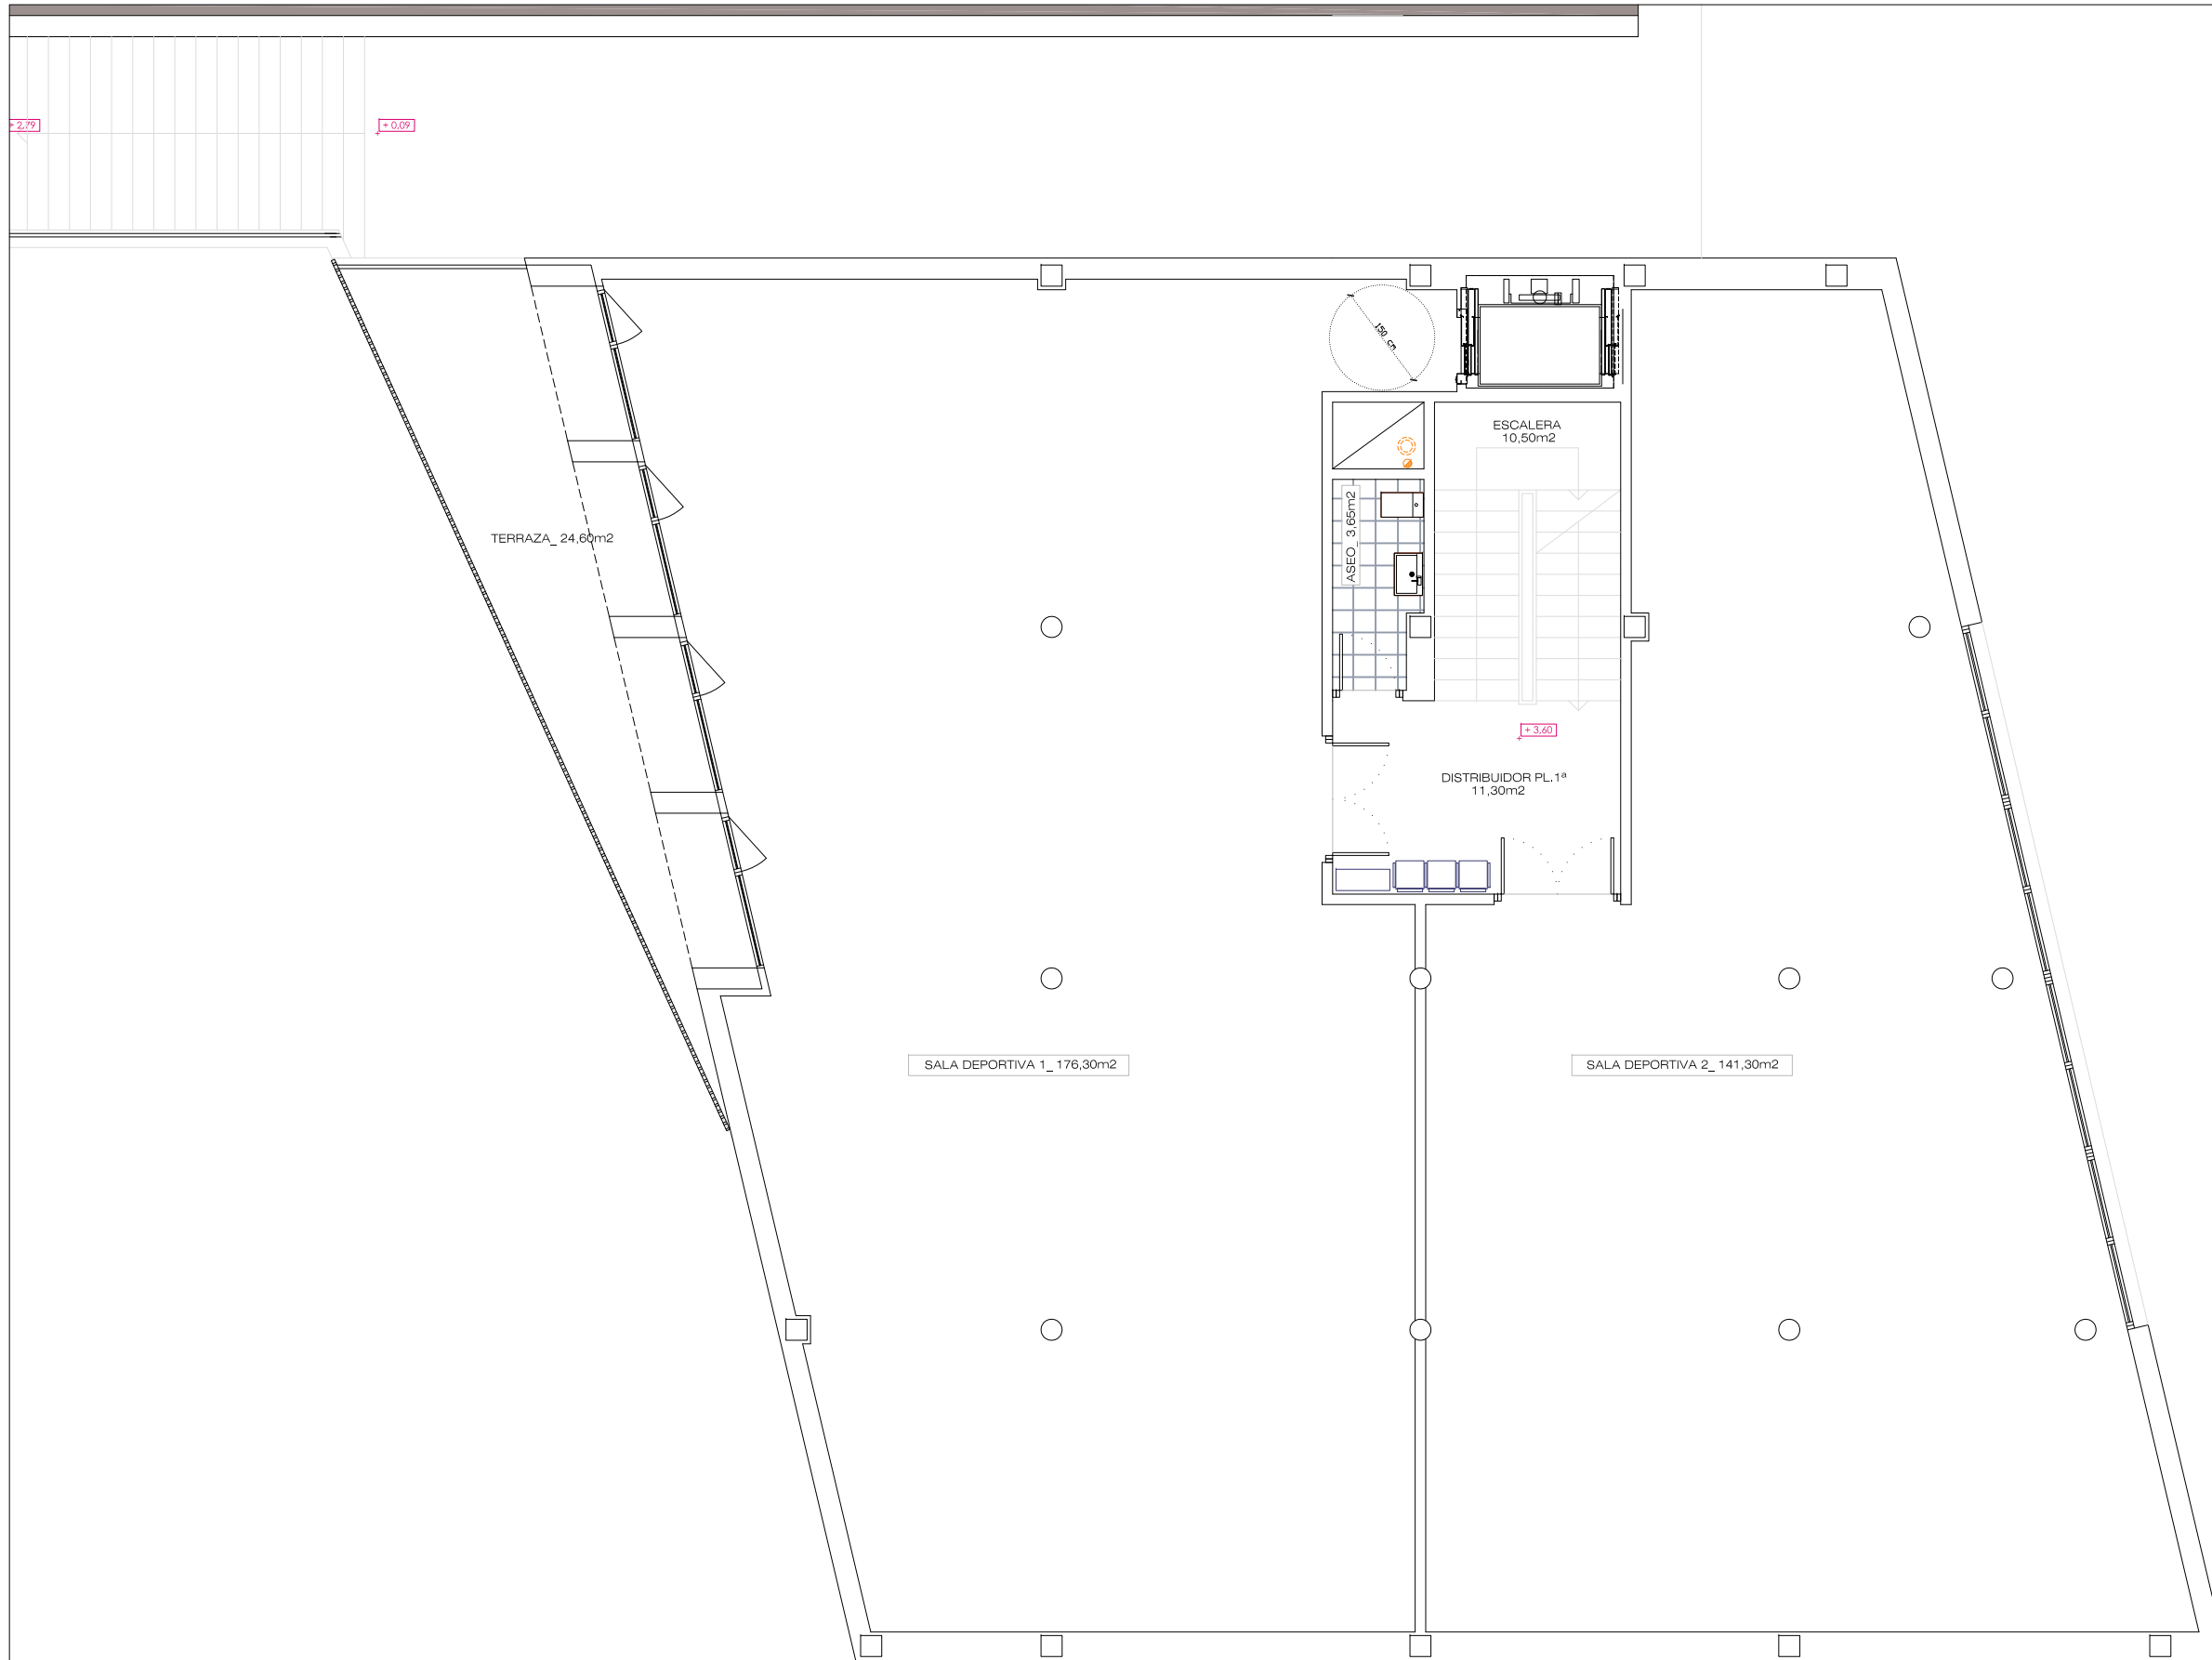 + 2,79
+ 0,09
150 cm
ESCALERA
10,50m2
ASEO_ 3,65m2
TERRAZA_ 24,60m2
+ 3,60
DISTRIBUIDOR PL.1ª
11,30m2
SALA DEPORTIVA 1_ 176,30m2
SALA DEPORTIVA 2_ 141,30m2